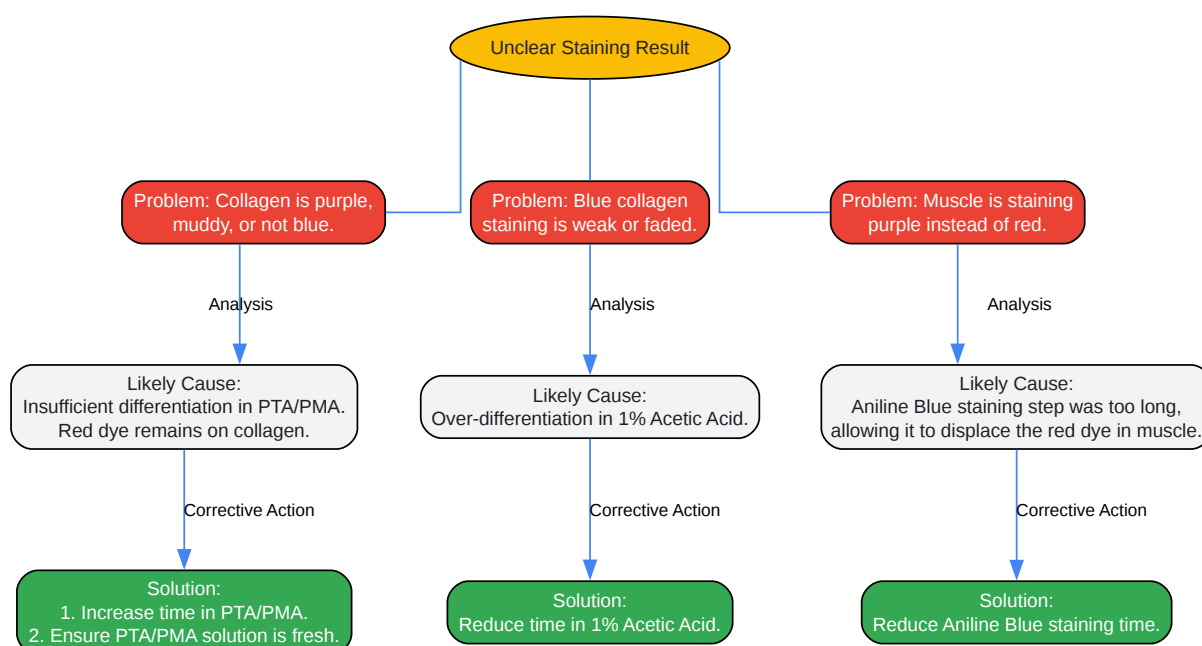 Unclear Staining Result
Problem: Collagen is purple,
muddy, or not blue.
Problem: Blue collagen
staining is weak or faded.
Problem: Muscle is staining
purple instead of red.
Analysis
Analysis
Analysis
Likely Cause:
Insufficient differentiation in PTA/PMA.
Red dye remains on collagen.
Likely Cause:
Over-differentiation in 1% Acetic Acid.
Likely Cause:
Aniline Blue staining step was too long,
allowing it to displace the red dye in muscle.
Corrective Action
Corrective Action
Corrective Action
Solution:
1. Increase time in PTA/PMA.
2. Ensure PTA/PMA solution is fresh.
Solution:
Reduce time in 1% Acetic Acid.
Solution:
Reduce Aniline Blue staining time.